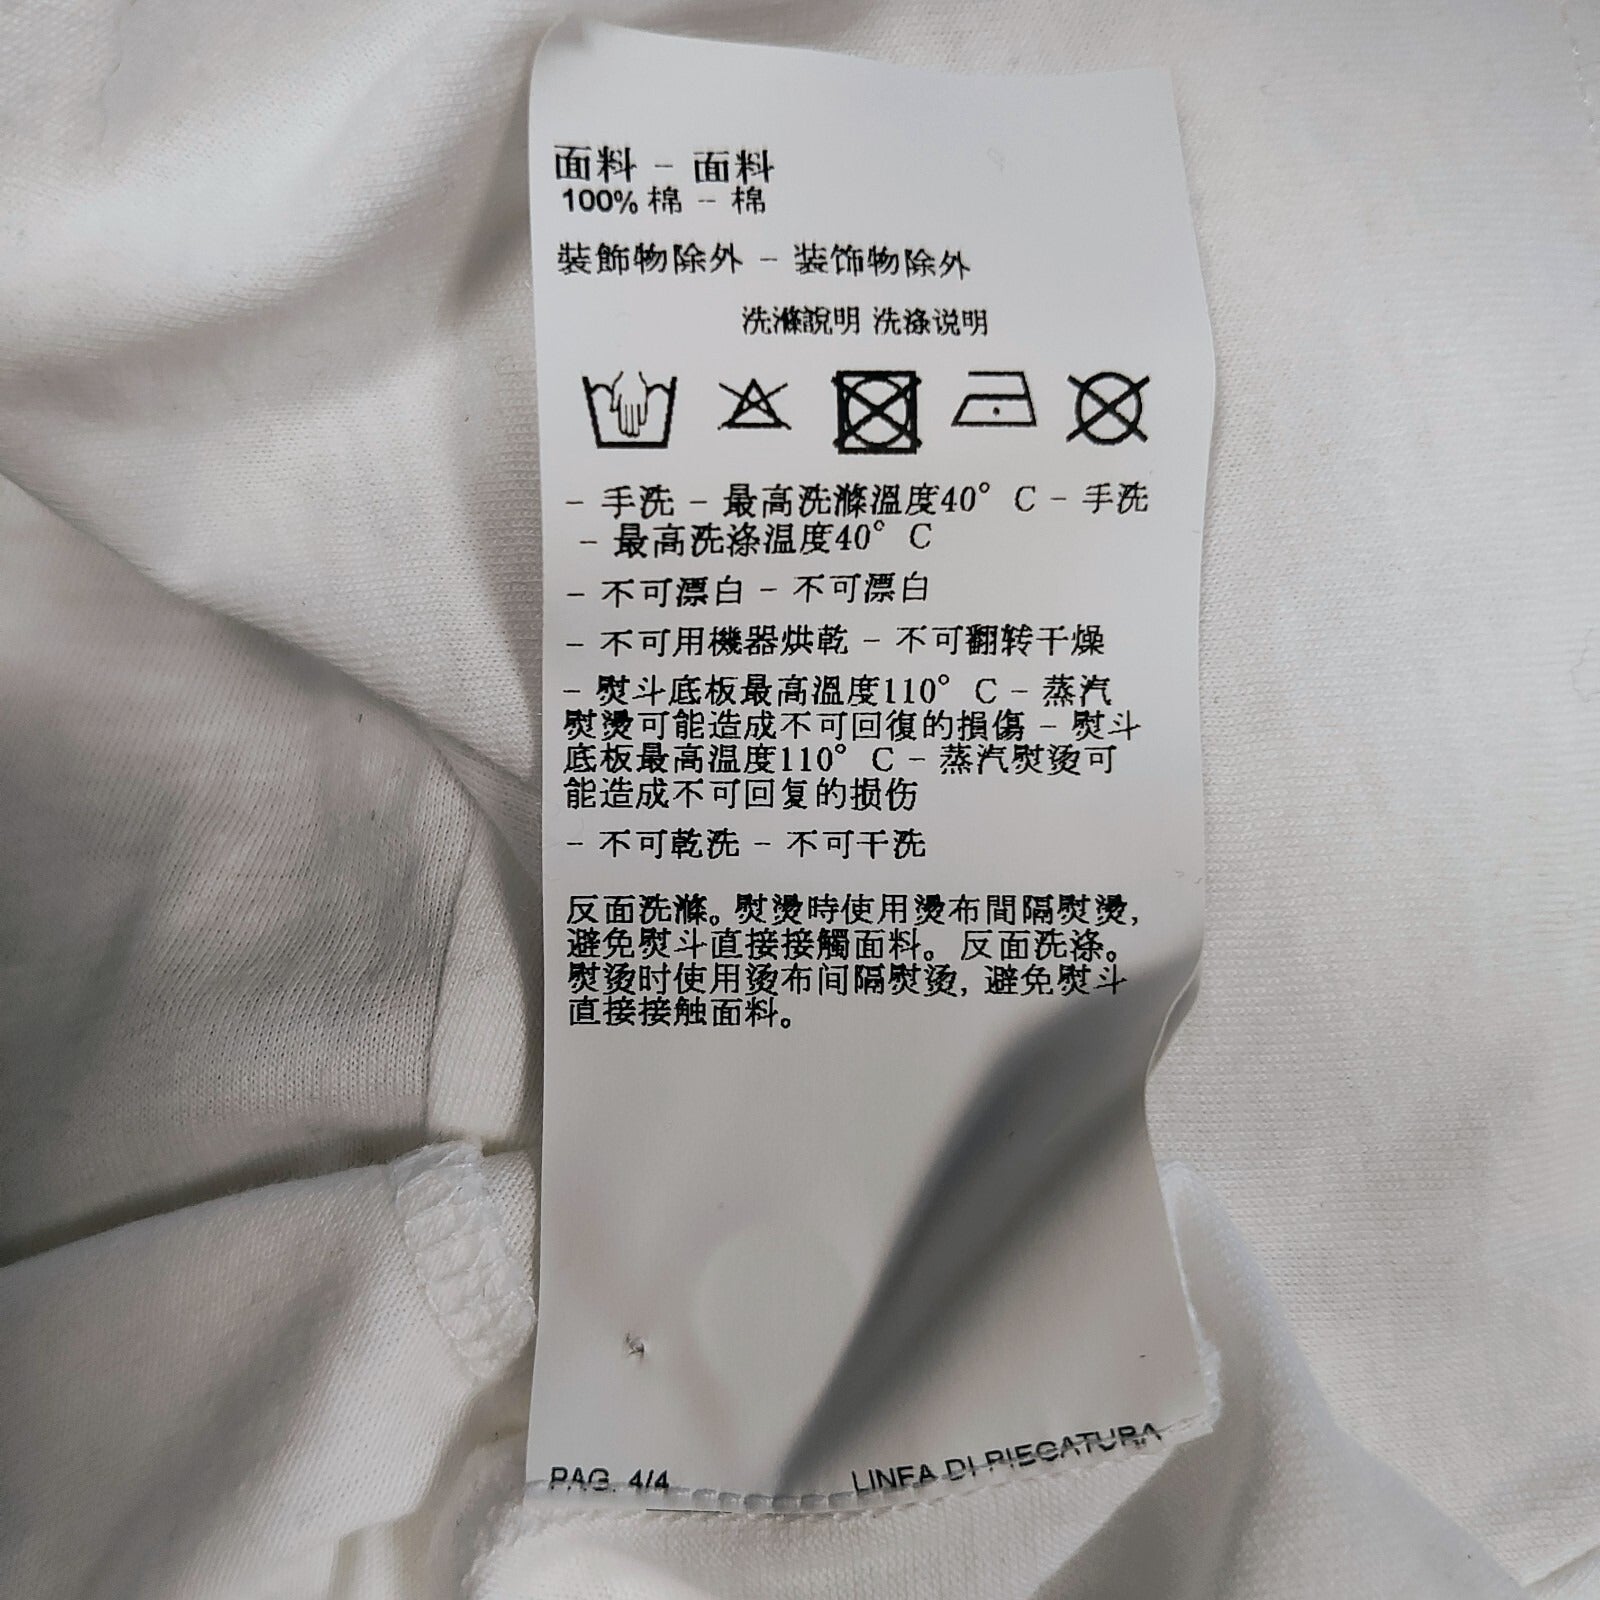 面料 - 面料
100% 棉 - 棉
裝飾物除外 - 装饰物除外
洗滌說明 洗涤说明
- 手洗 - 最高洗滌溫度40° C - 手洗
- 最高洗涤温度40° C
- 不可漂白 - 不可漂白
- 不可用機器烘乾 - 不可翻转干燥
- 熨斗底板最高溫度110° C - 蒸汽
熨燙可能造成不可回復的損傷 - 熨斗
底板最高温度110° C - 蒸汽熨烫可
能造成不可回复的损伤
- 不可乾洗 - 不可干洗
反面洗滌。熨燙時使用燙布間隔熨燙,
避免熨斗直接接觸面料。反面洗涤。
熨烫时使用烫布间隔熨烫, 避免熨斗
直接接触面料。
PAG. 4/4
LINEA DI PIEGATURA